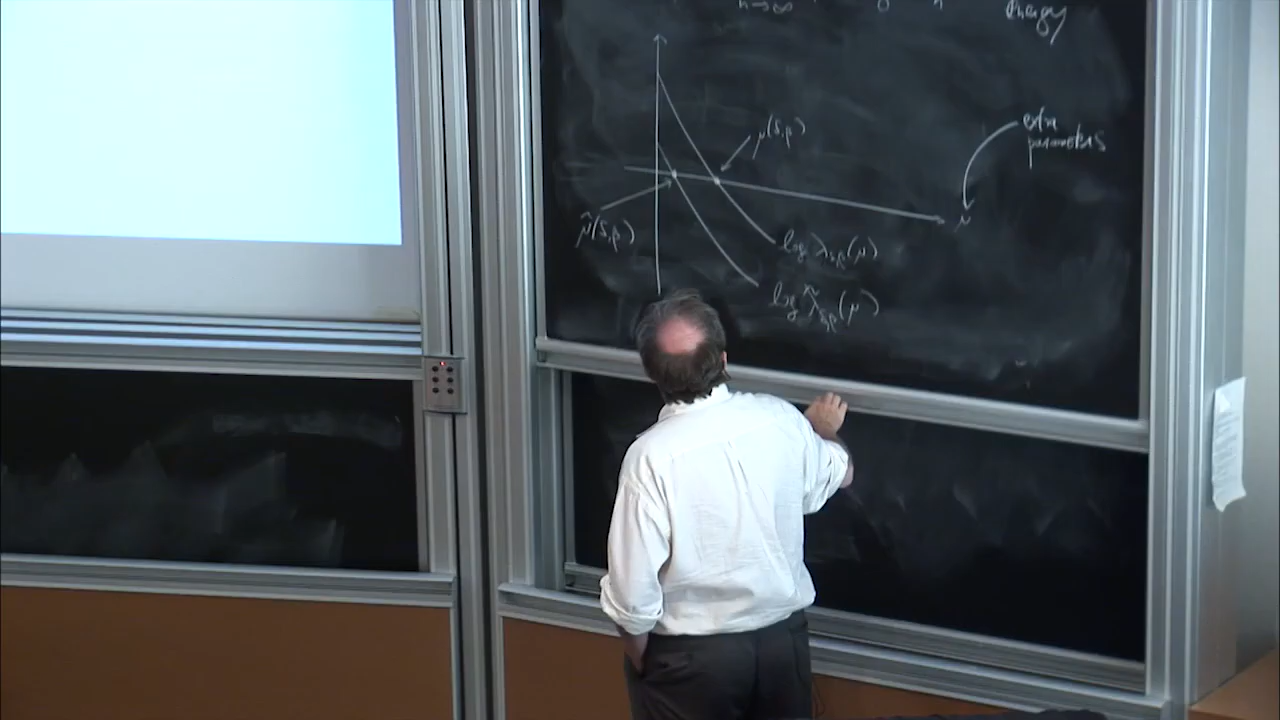 n→∞
Energy
extra
parameters
μ(s,p)
μ̂(s,p)
μ
log λ_{s,p}(μ)
log λ̃_{s,p}(μ)